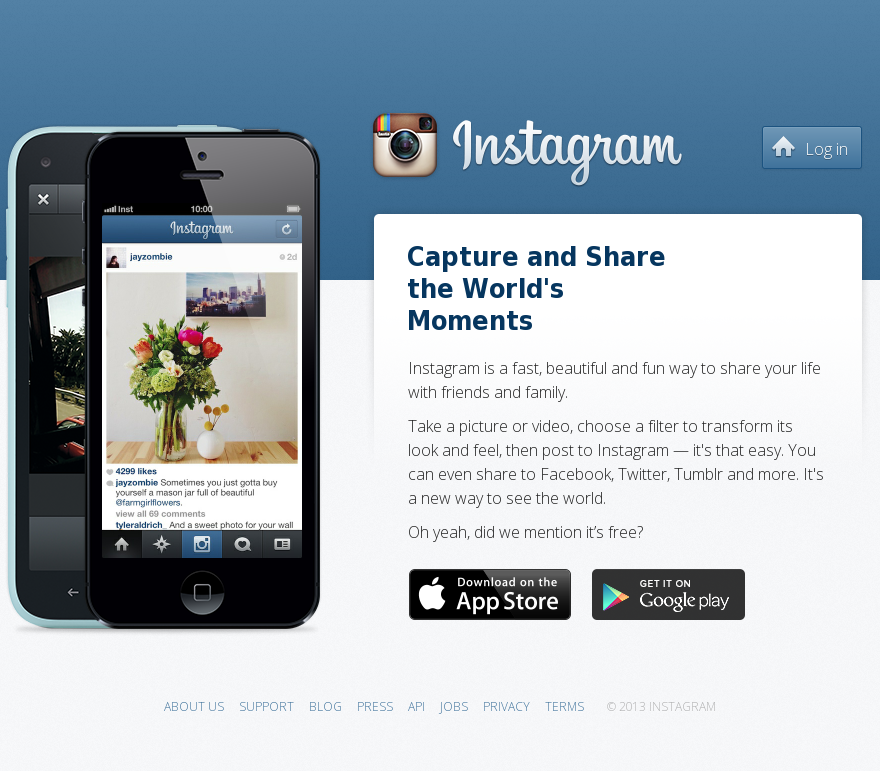 Instagram
Log in
Inst 10:00
Instagram
jayzombie 2d
4299 likes
jayzombie Sometimes you just gotta buy
yourself a mason jar full of beautiful
@farmgirlflowers.
view all 69 comments
tyleraldrich_ And a sweet photo for your wall
Capture and Share
the World's
Moments
Instagram is a fast, beautiful and fun way to share your life
with friends and family.
Take a picture or video, choose a filter to transform its
look and feel, then post to Instagram — it's that easy. You
can even share to Facebook, Twitter, Tumblr and more. It's
a new way to see the world.
Oh yeah, did we mention it’s free?
Download on the
App Store
GET IT ON
Google play
ABOUT US SUPPORT BLOG PRESS API JOBS PRIVACY TERMS © 2013 INSTAGRAM